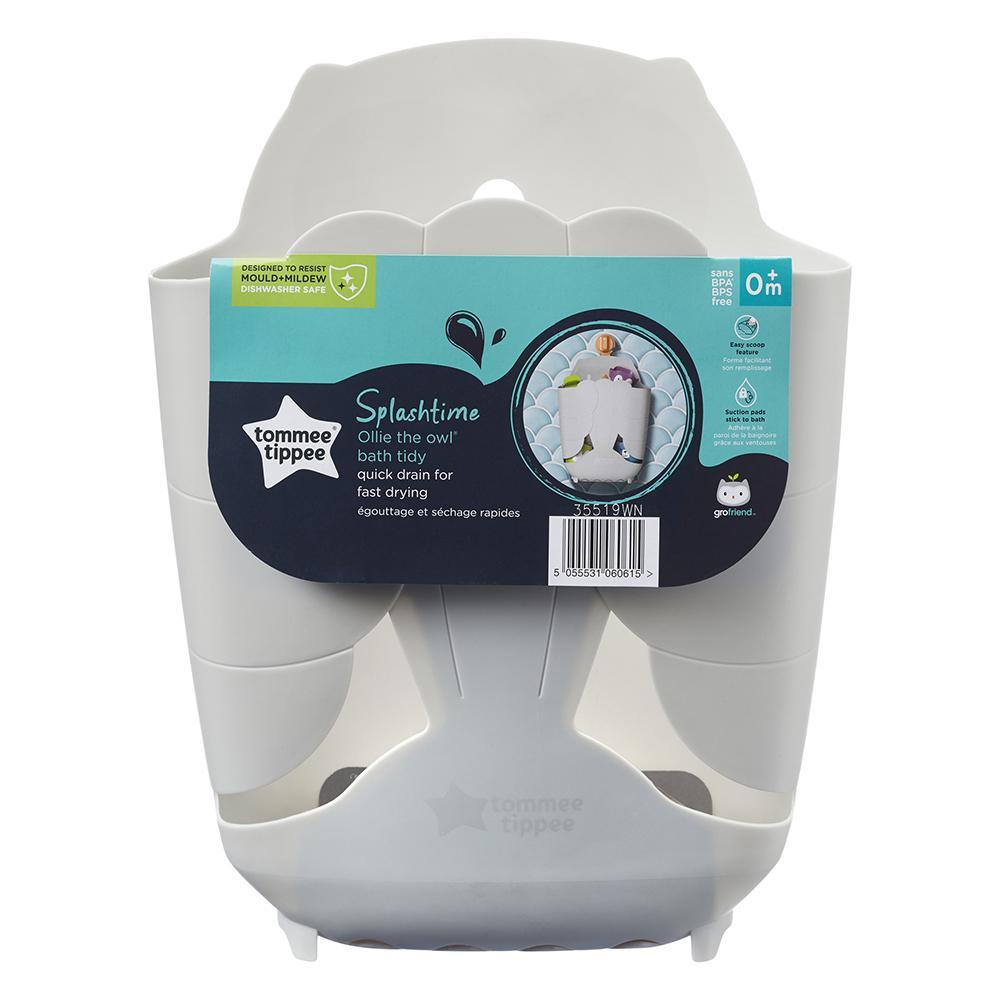 DESIGNED TO RESIST
MOULD+MILDEW
DISHWASHER SAFE
sans
BPA
BPS
free
0+m
Easy scoop
feature
Forme facilitant
son remplissage
Suction pads
stick to bath
Adhère à la
paroi de la baignoire
grâce aux ventouses
grofriend™
tommee®
tippee
Splashtime
Ollie the owl®
bath tidy
quick drain for
fast drying
égouttage et séchage rapides
35519WN
5 055531 060615 >
tommee
tippee